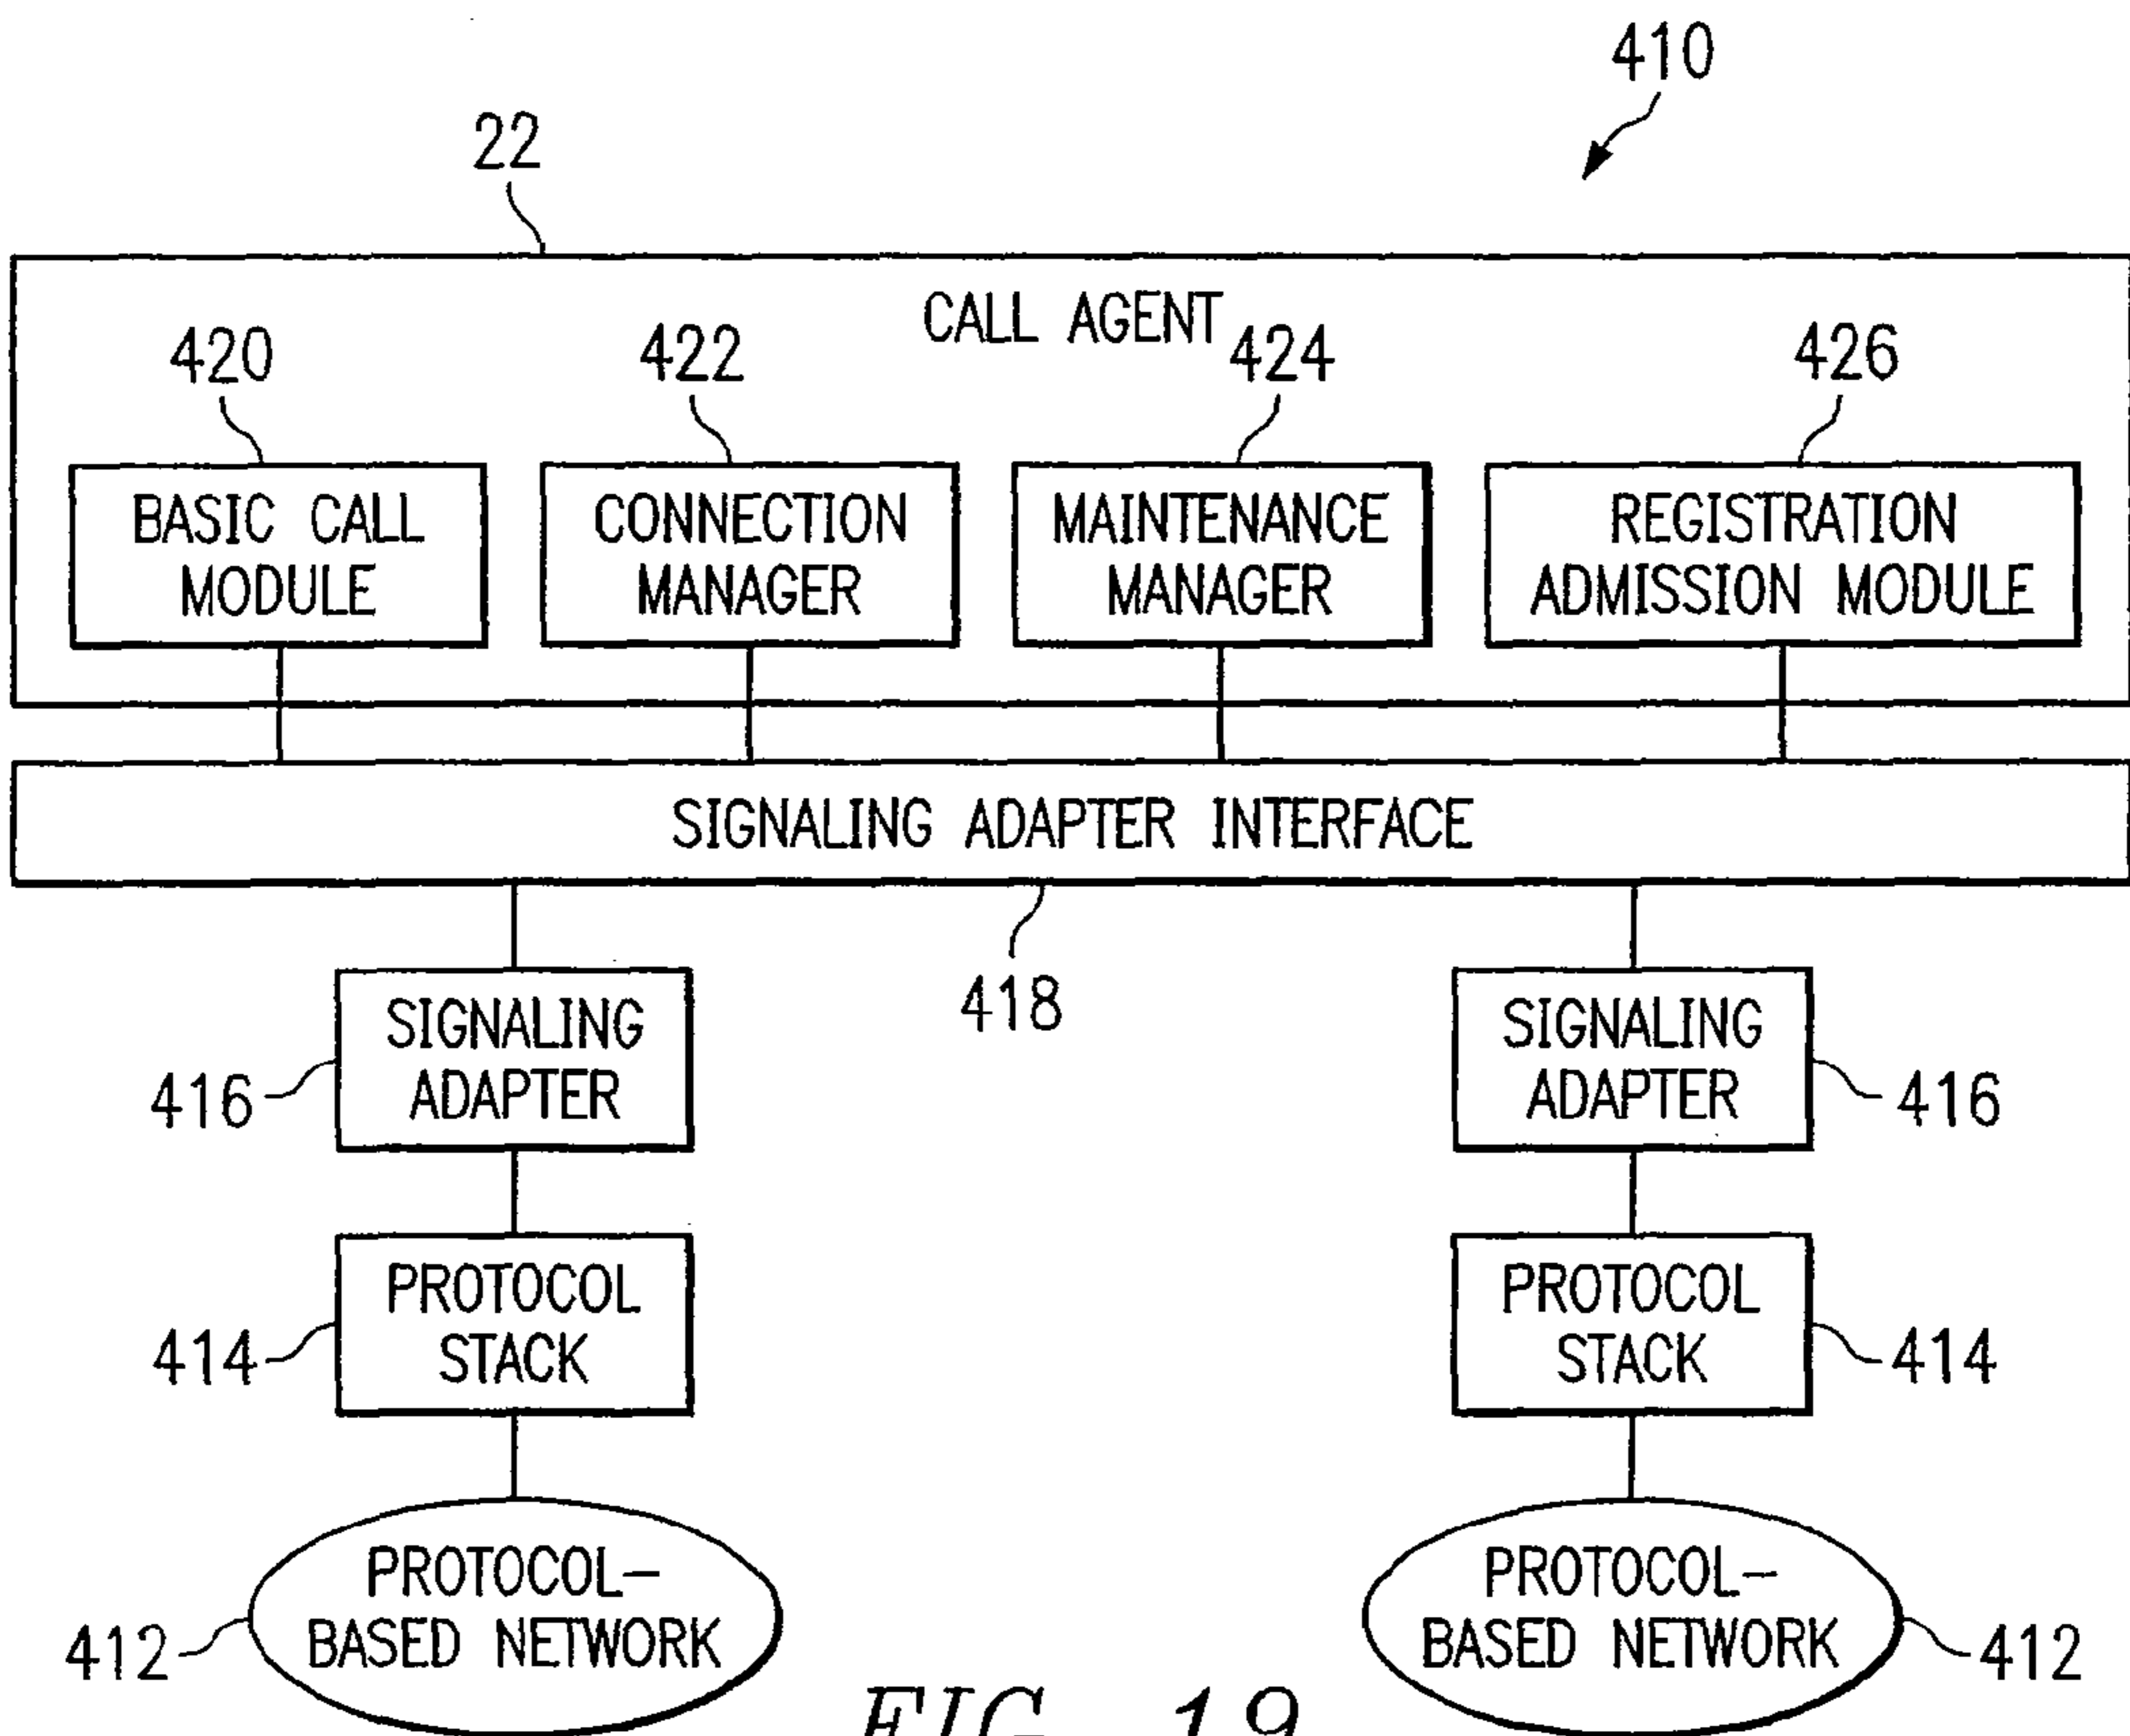 410
22
CALL AGENT
420
422
424
426
BASIC CALL
MODULE
CONNECTION
MANAGER
MAINTENANCE
MANAGER
REGISTRATION
ADMISSION MODULE
SIGNALING ADAPTER INTERFACE
418
SIGNALING
ADAPTER
416
SIGNALING
ADAPTER
416
PROTOCOL
STACK
414
PROTOCOL
STACK
414
PROTOCOL-
BASED NETWORK
412
PROTOCOL-
BASED NETWORK
412
FIG. 19